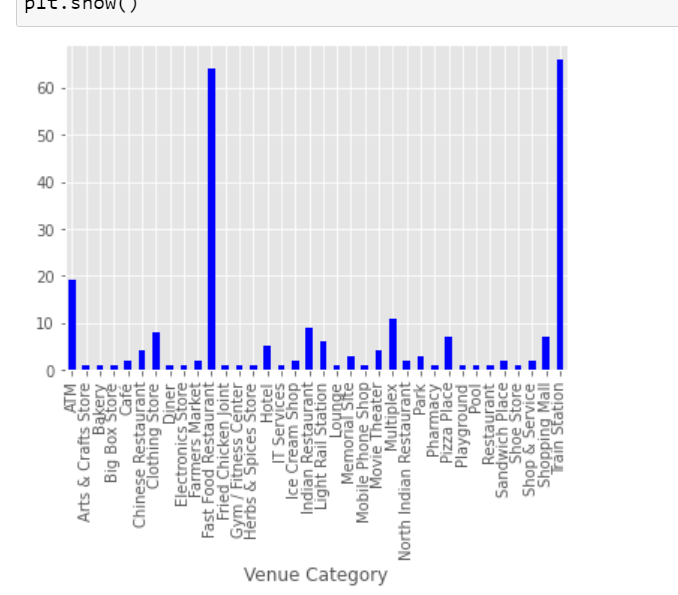 plt.show()
60
50
40
30
20
10
0
ATM
Arts & Crafts Store
Bakery
Big Box Store
Café
Chinese Restaurant
Clothing Store
Diner
Electronics Store
Farmers Market
Fast Food Restaurant
Fried Chicken Joint
Gym / Fitness Center
Herbs & Spices Store
Hotel
IT Services
Ice Cream Shop
Indian Restaurant
Light Rail Station
Lounge
Memorial Site
Mobile Phone Shop
Movie Theater
Multiplex
North Indian Restaurant
Park
Pharmacy
Pizza Place
Playground
Pool
Restaurant
Sandwich Place
Shoe Store
Shop & Service
Shopping Mall
Train Station
Venue Category